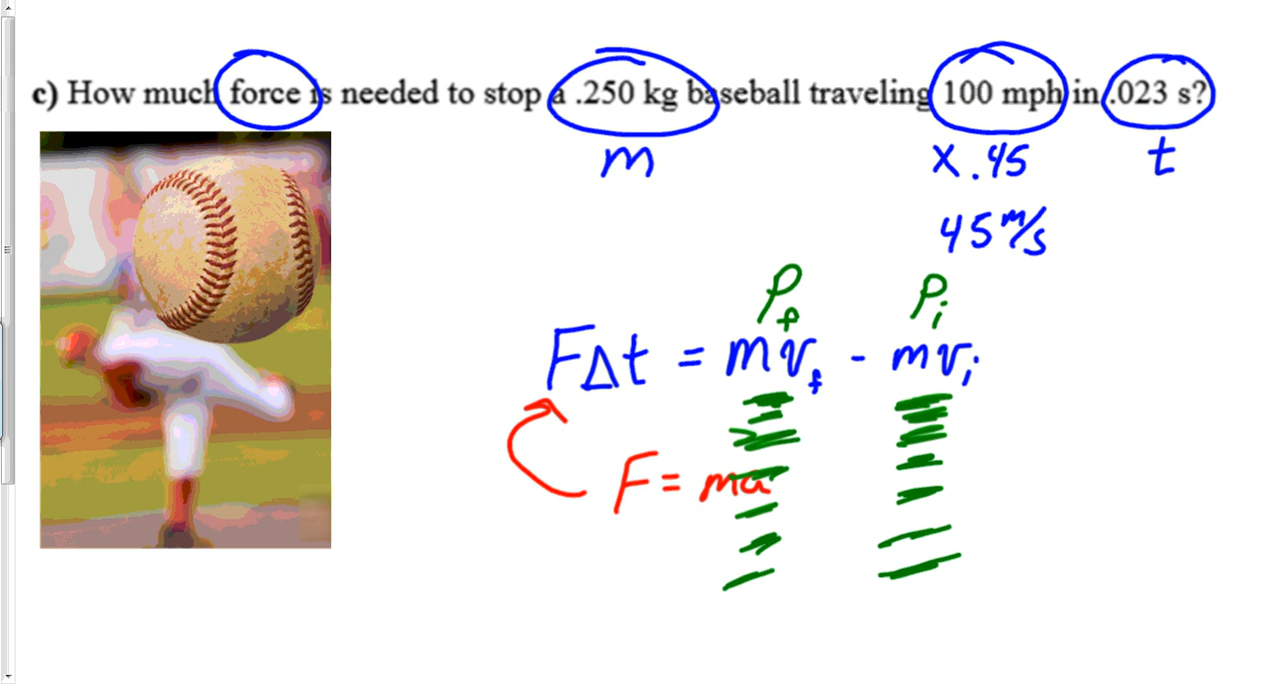 c) How much force is needed to stop a .250 kg baseball traveling 100 mph in .023 s?
m x .45 t
45 m/s
Pf Pi
FΔt = mvf - mvi
F = ma